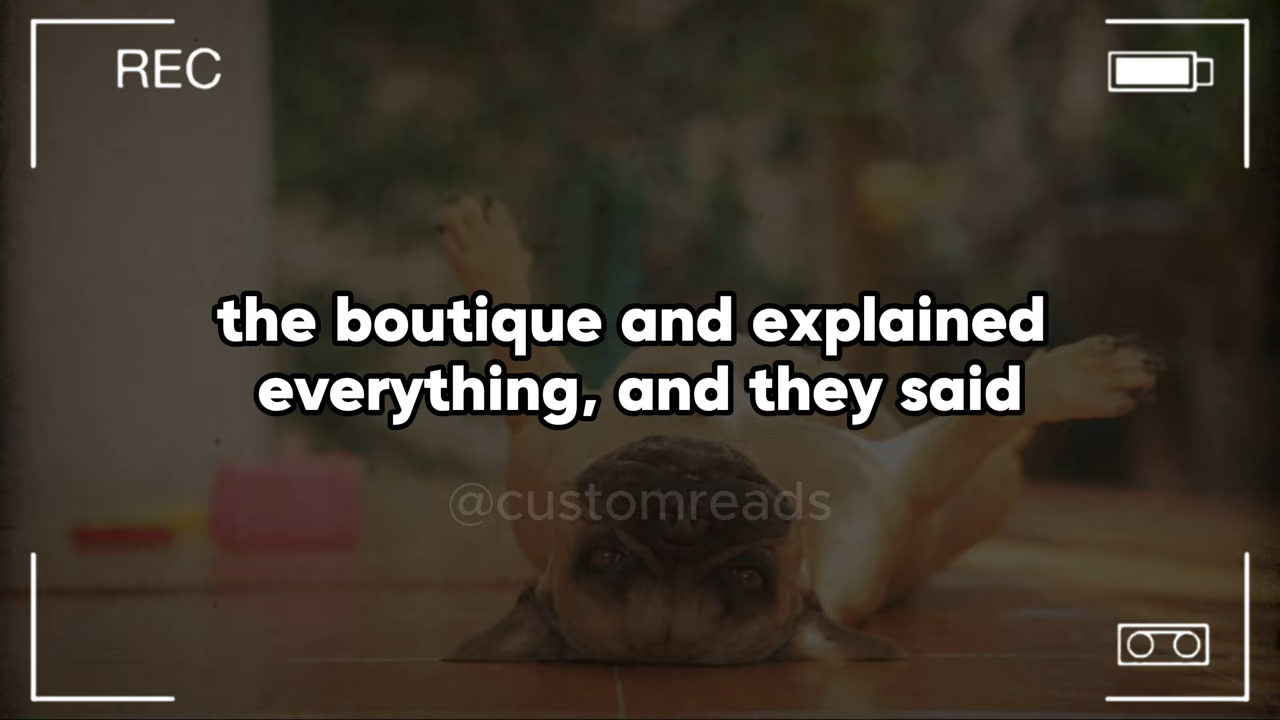 REC
the boutique and explained
everything, and they said
@customreads